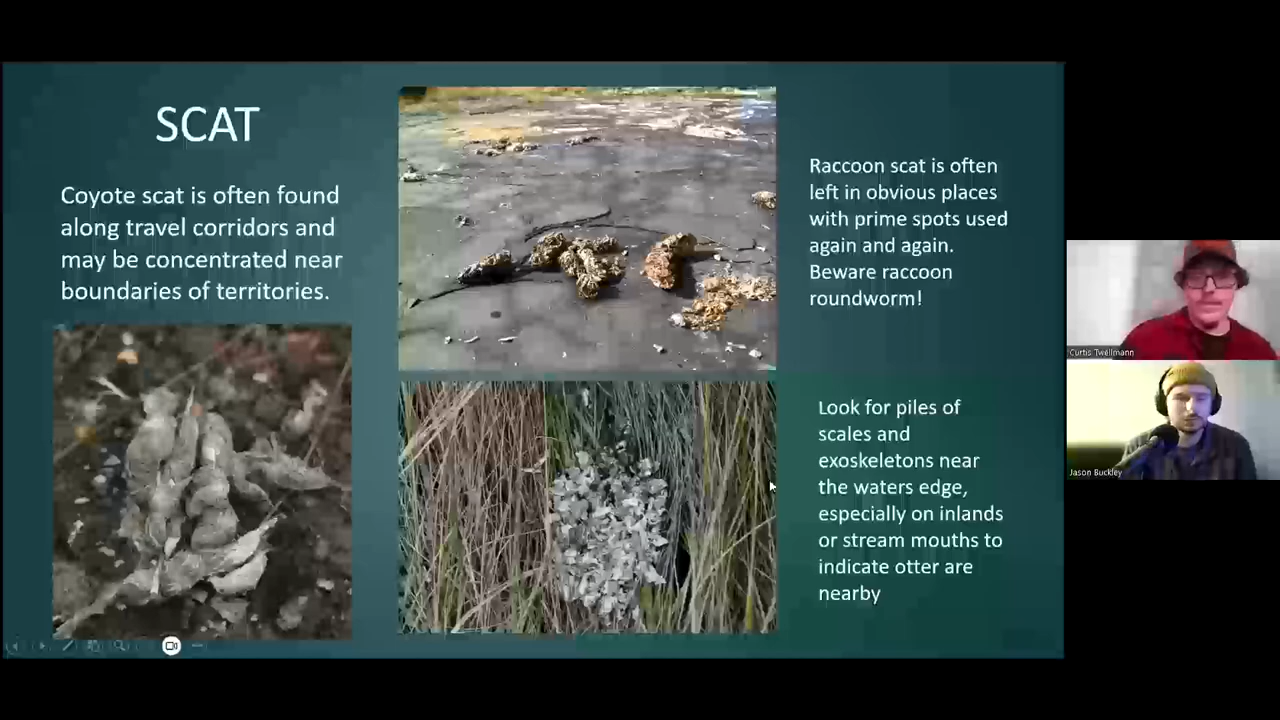 SCAT
Coyote scat is often found
along travel corridors and
may be concentrated near
boundaries of territories.
Raccoon scat is often
left in obvious places
with prime spots used
again and again.
Beware raccoon
roundworm!
Look for piles of
scales and
exoskeletons near
the waters edge,
especially on inlands
or stream mouths to
indicate otter are
nearby
Curtis Twellmann
Jason Buckley